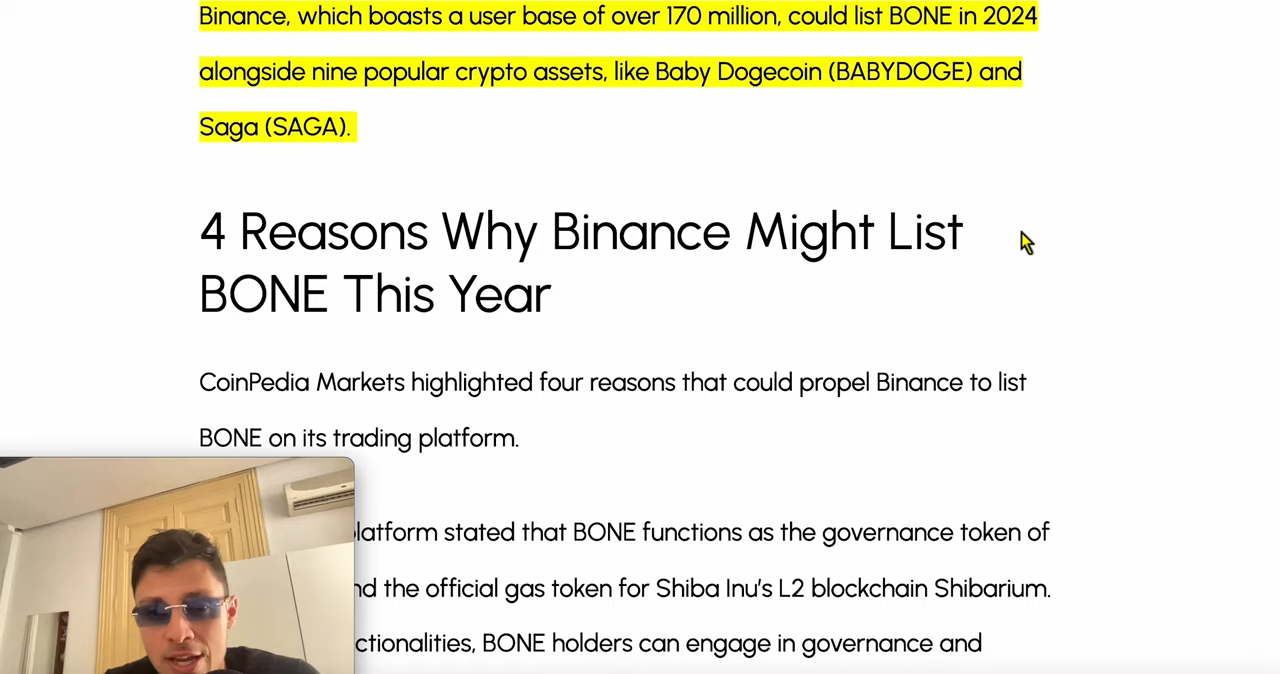 Binance, which boasts a user base of over 170 million, could list BONE in 2024
alongside nine popular crypto assets, like Baby Dogecoin (BABYDOGE) and
Saga (SAGA).
4 Reasons Why Binance Might List
BONE This Year
CoinPedia Markets highlighted four reasons that could propel Binance to list
BONE on its trading platform.
stated that BONE functions as the governance token of
the official gas token for Shiba Inu's L2 blockchain Shibarium.
BONE holders can engage in governance and